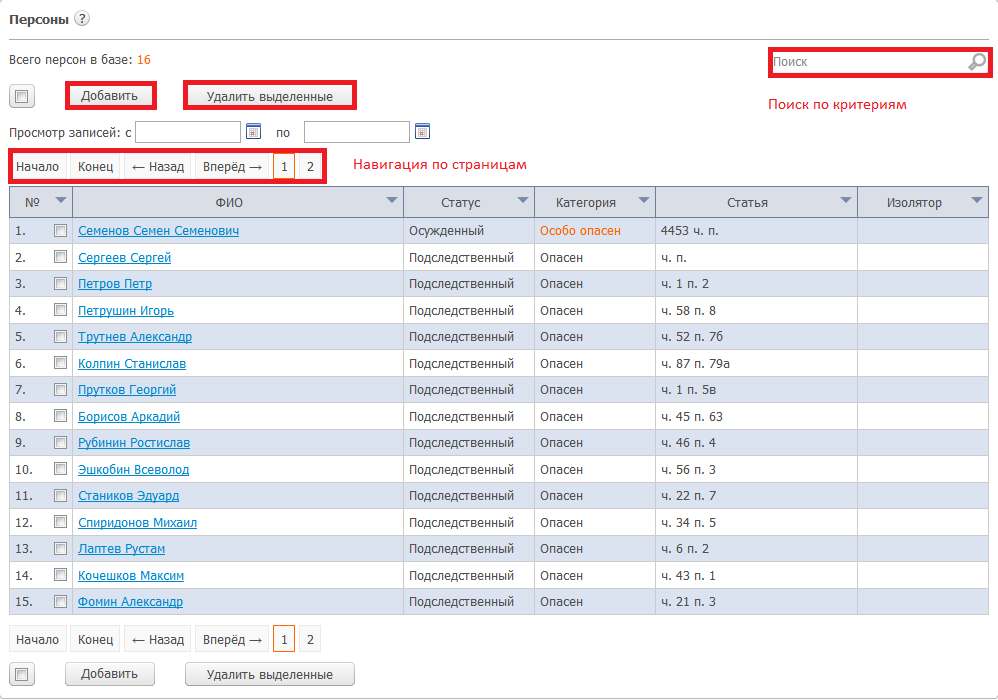 Персоны ?
Всего персон в базе: 16
Поиск
Добавить Удалить выделенные
Поиск по критериям
Просмотр записей: с по
Начало Конец ← Назад Вперёд → 1 2 Навигация по страницам
№ ФИО Статус Категория Статья Изолятор
1. Семенов Семен Семенович Осужденный Особо опасен 4453 ч. п.
2. Сергеев Сергей Подследственный Опасен ч. п.
3. Петров Петр Подследственный Опасен ч. 1 п. 2
4. Петрушин Игорь Подследственный Опасен ч. 58 п. 8
5. Трутнев Александр Подследственный Опасен ч. 52 п. 7б
6. Колпин Станислав Подследственный Опасен ч. 87 п. 79а
7. Прутков Георгий Подследственный Опасен ч. 1 п. 5в
8. Борисов Аркадий Подследственный Опасен ч. 45 п. 63
9. Рубинин Ростислав Подследственный Опасен ч. 46 п. 4
10. Эшкобин Всеволод Подследственный Опасен ч. 56 п. 3
11. Стаников Эдуард Подследственный Опасен ч. 22 п. 7
12. Спиридонов Михаил Подследственный Опасен ч. 34 п. 5
13. Лаптев Рустам Подследственный Опасен ч. 6 п. 2
14. Кочешков Максим Подследственный Опасен ч. 43 п. 1
15. Фомин Александр Подследственный Опасен ч. 21 п. 3
Начало Конец ← Назад Вперёд → 1 2
Добавить Удалить выделенные